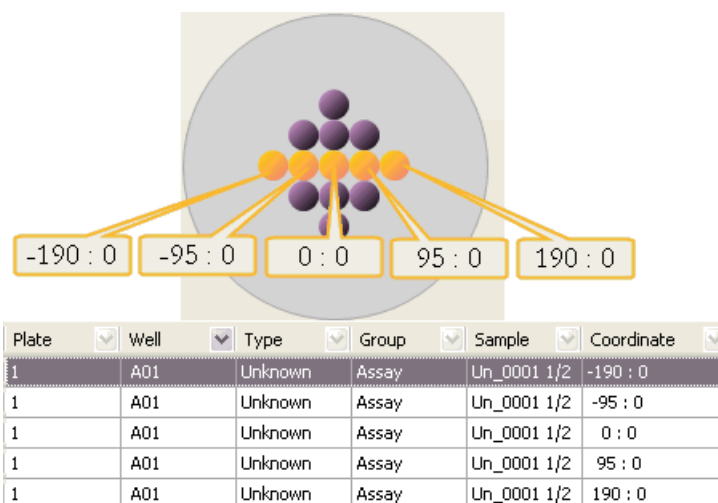 -190 : 0 -95 : 0 0 : 0 95 : 0 190 : 0
Plate Well Type Group Sample Coordinate
1 A01 Unknown Assay Un_0001 1/2 -190 : 0
1 A01 Unknown Assay Un_0001 1/2 -95 : 0
1 A01 Unknown Assay Un_0001 1/2 0 : 0
1 A01 Unknown Assay Un_0001 1/2 95 : 0
1 A01 Unknown Assay Un_0001 1/2 190 : 0